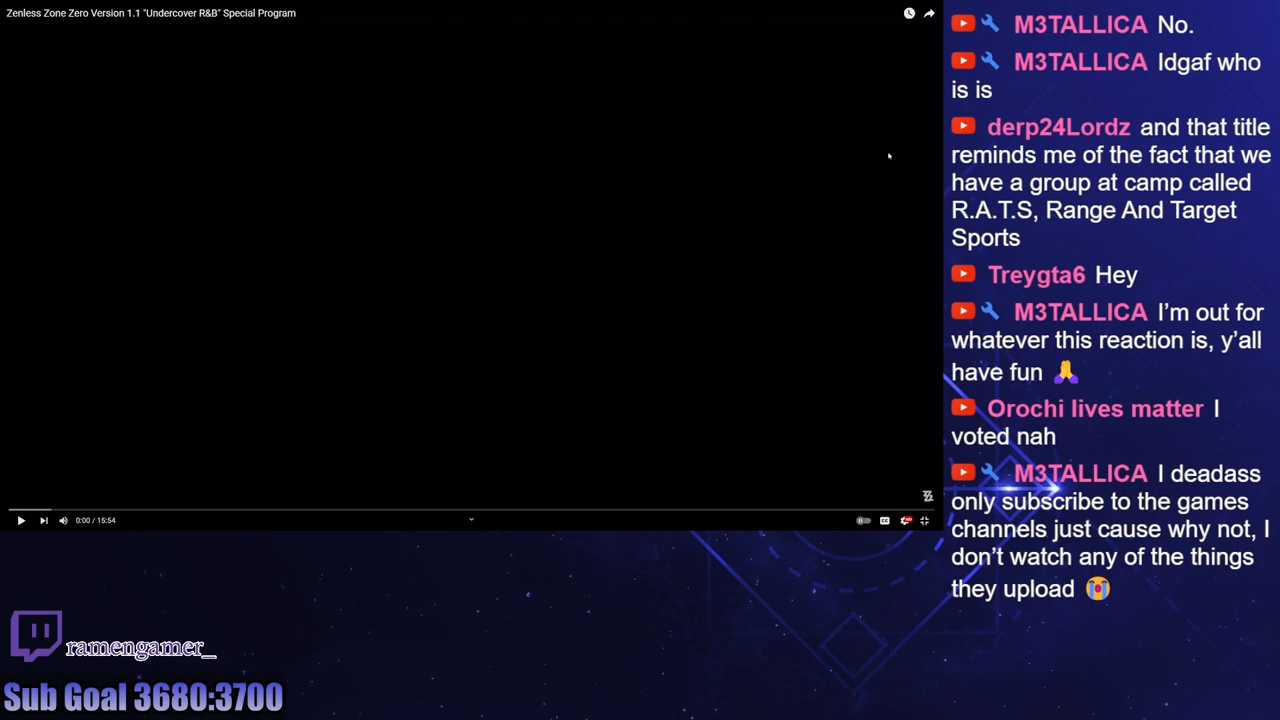 Zenless Zone Zero Version 1.1 "Undercover R&B" Special Program
0:00 / 15:54
M3TALLICA No.
M3TALLICA Idgaf who
is is
derp24Lordz and that title
reminds me of the fact that we
have a group at camp called
R.A.T.S, Range And Target
Sports
Treygta6 Hey
M3TALLICA I’m out for
whatever this reaction is, y’all
have fun 🙏
Orochi lives matter I
voted nah
M3TALLICA I deadass
only subscribe to the games
channels just cause why not, I
don’t watch any of the things
they upload 😭
ramengamer_
Sub Goal 3680:3700